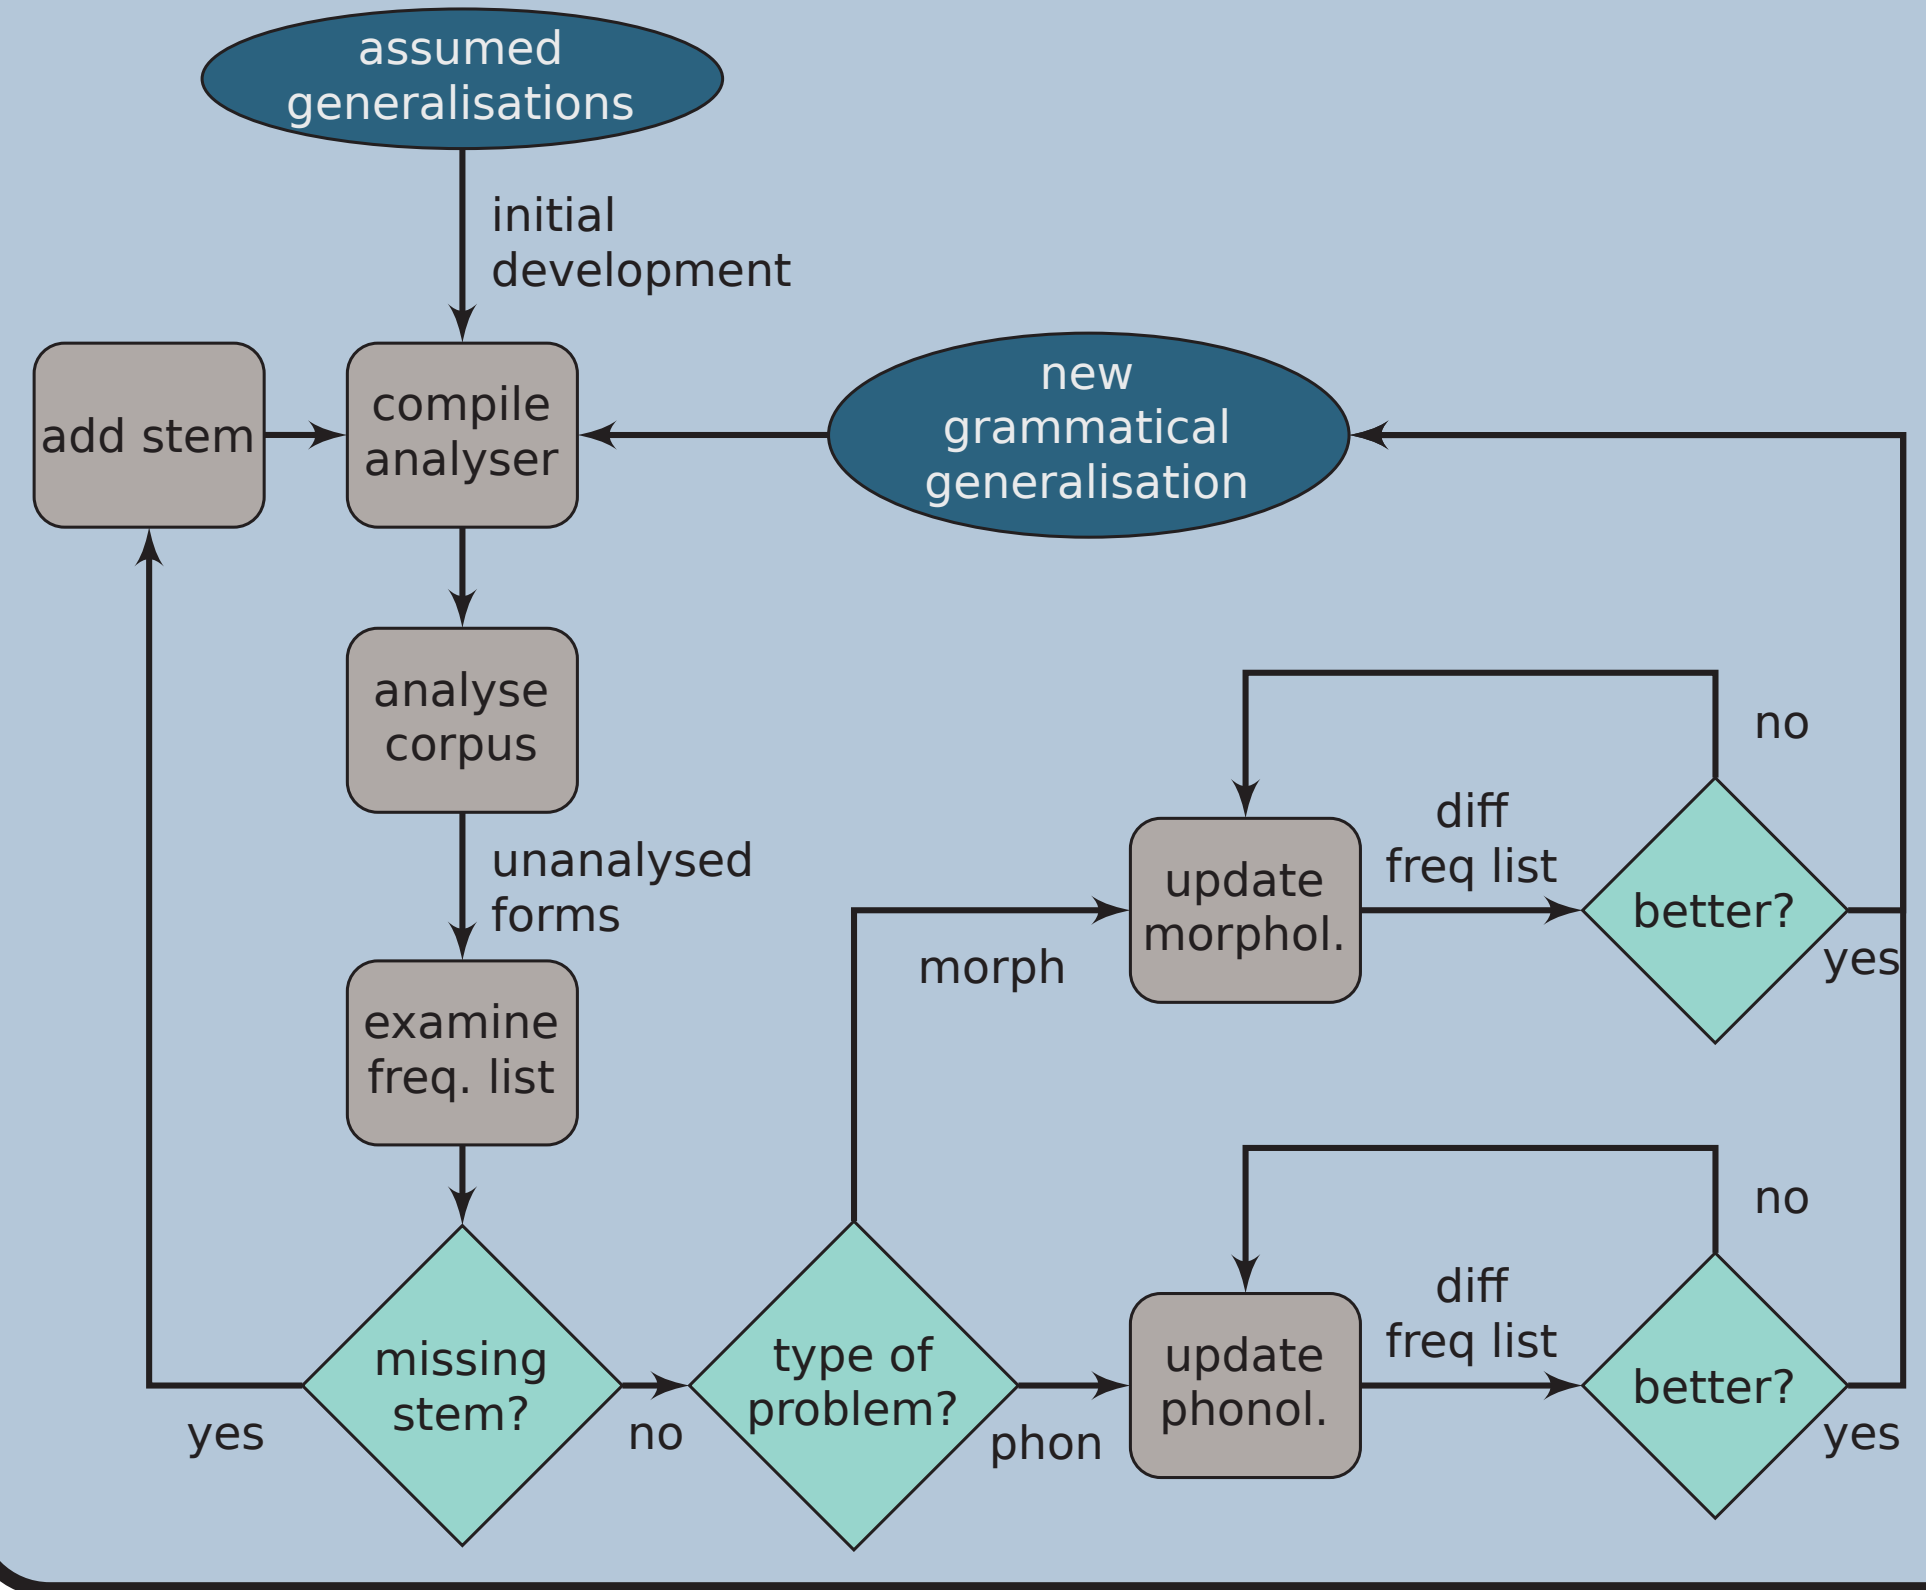 assumed
generalisations
initial
development
add stem
compile
analyser
new
grammatical
generalisation
analyse
corpus
unanalysed
forms
examine
freq. list
missing
stem?
yes
no
type of
problem?
morph
phon
update
morphol.
diff
freq list
better?
no
yes
update
phonol.
diff
freq list
better?
no
yes